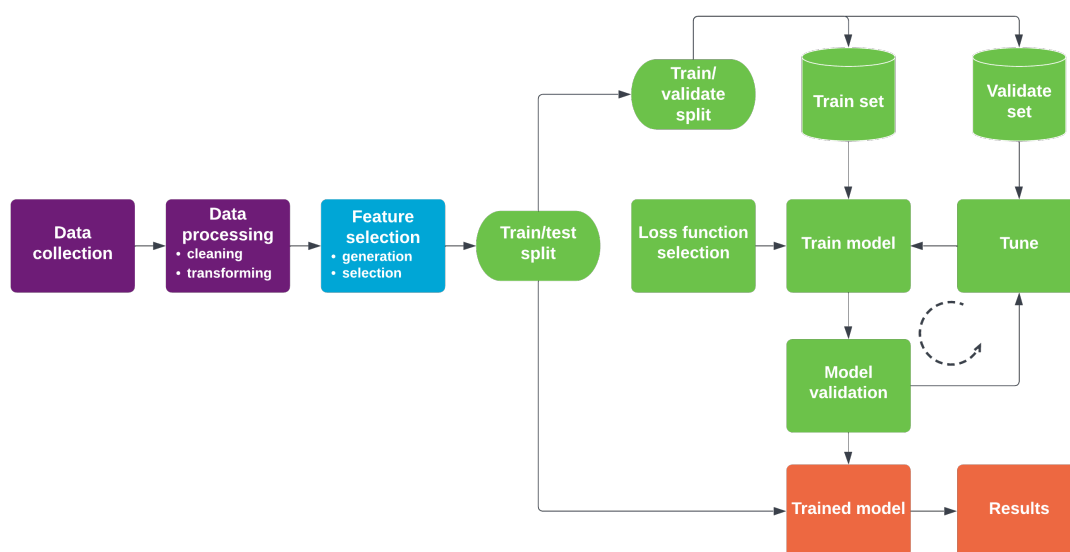 Train/
validate
split
Train set
Validate
set
Data
collection
Data
processing
• cleaning
• transforming
Feature
selection
• generation
• selection
Train/test
split
Loss function
selection
Train model
Tune
Model
validation
Trained model
Results